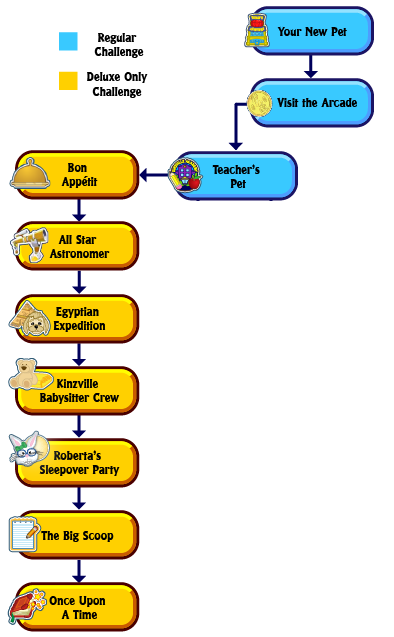 Regular
Challenge
Deluxe Only
Challenge
Your New Pet
Visit the Arcade
Teacher's
Pet
Bon
Appétit
All Star
Astronomer
Egyptian
Expedition
Kinzville
Babysitter Crew
Roberta's
Sleepover Party
The Big Scoop
Once Upon
A Time